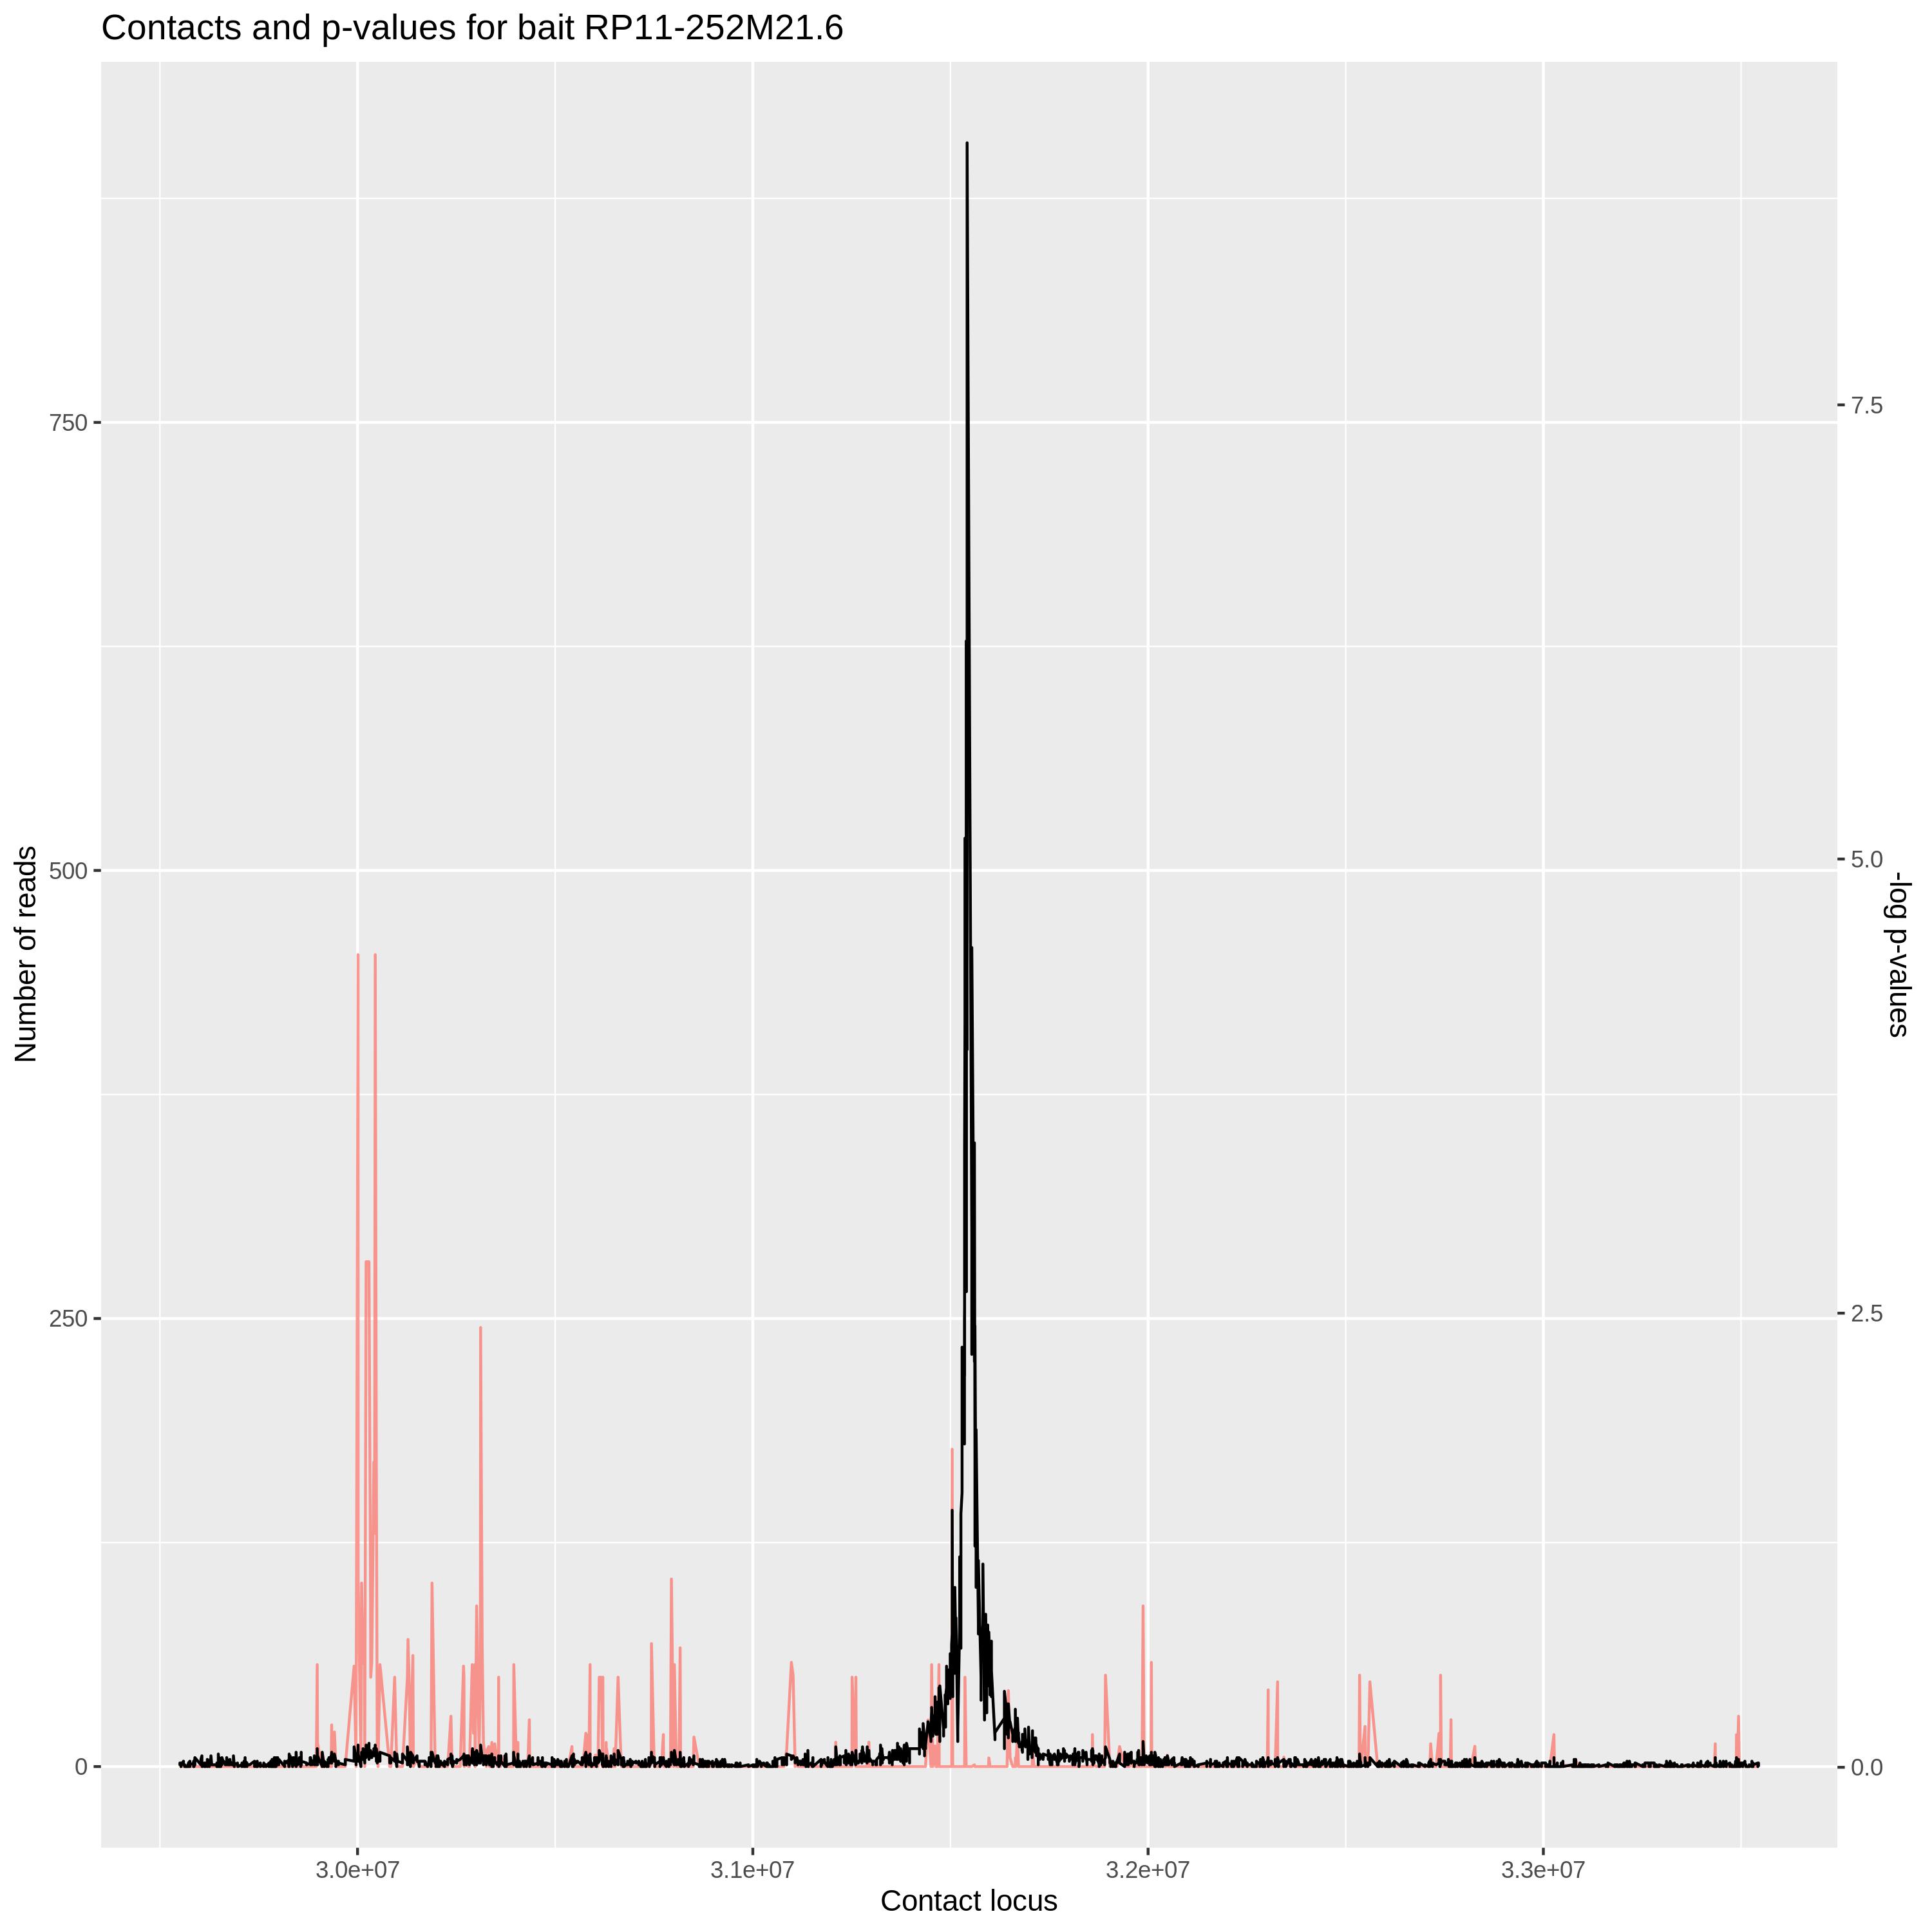 Contacts and p-values for bait RP11-252M21.6
750
500
250
0
Number of reads
7.5
5.0
2.5
0.0
-log p-values
3.0e+07
3.1e+07
3.2e+07
3.3e+07
Contact locus